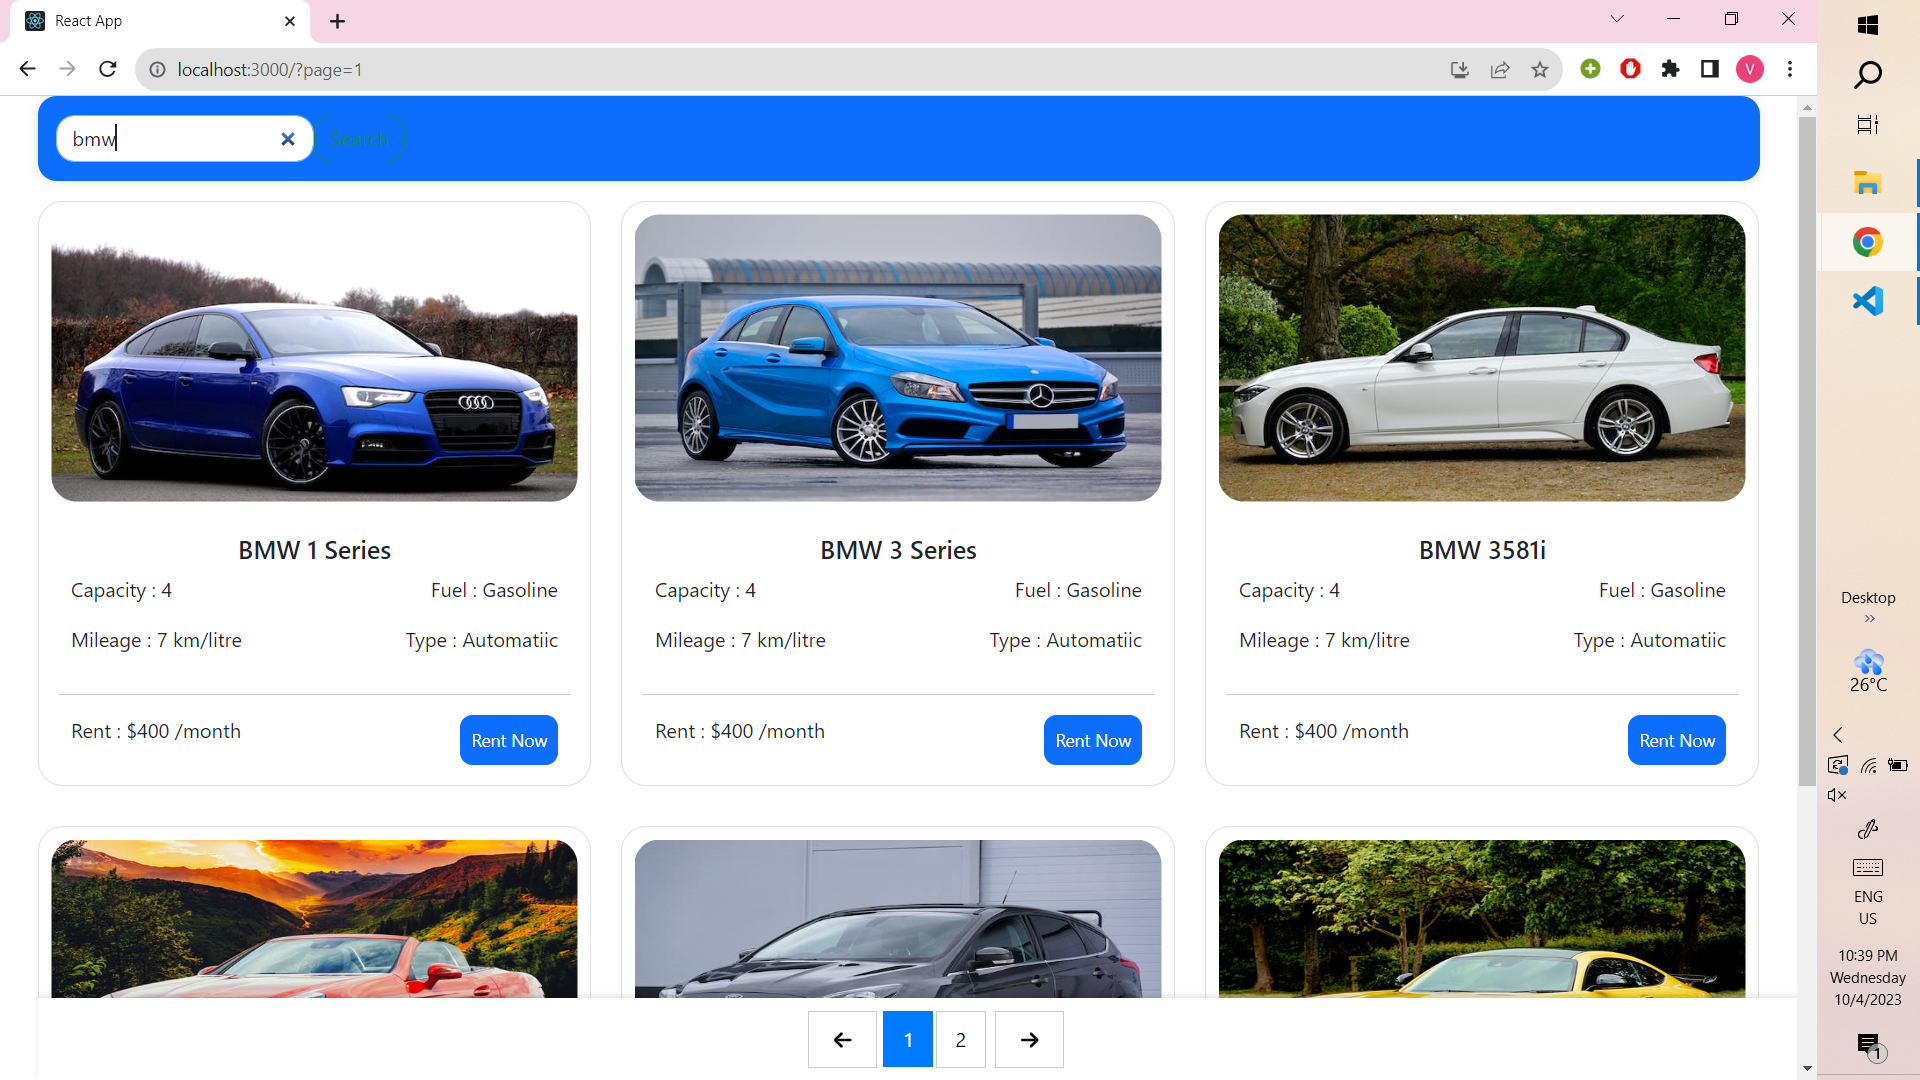 React App
localhost:3000/?page=1
V
bmw
Search
BMW 1 Series
Capacity : 4
Fuel : Gasoline
Mileage : 7 km/litre
Type : Automatiic
Rent : $400 /month
Rent Now
BMW 3 Series
Capacity : 4
Fuel : Gasoline
Mileage : 7 km/litre
Type : Automatiic
Rent : $400 /month
Rent Now
BMW 3581i
Capacity : 4
Fuel : Gasoline
Mileage : 7 km/litre
Type : Automatiic
Rent : $400 /month
Rent Now
1
2
Desktop
26°C
ENG
US
10:39 PM
Wednesday
10/4/2023
1